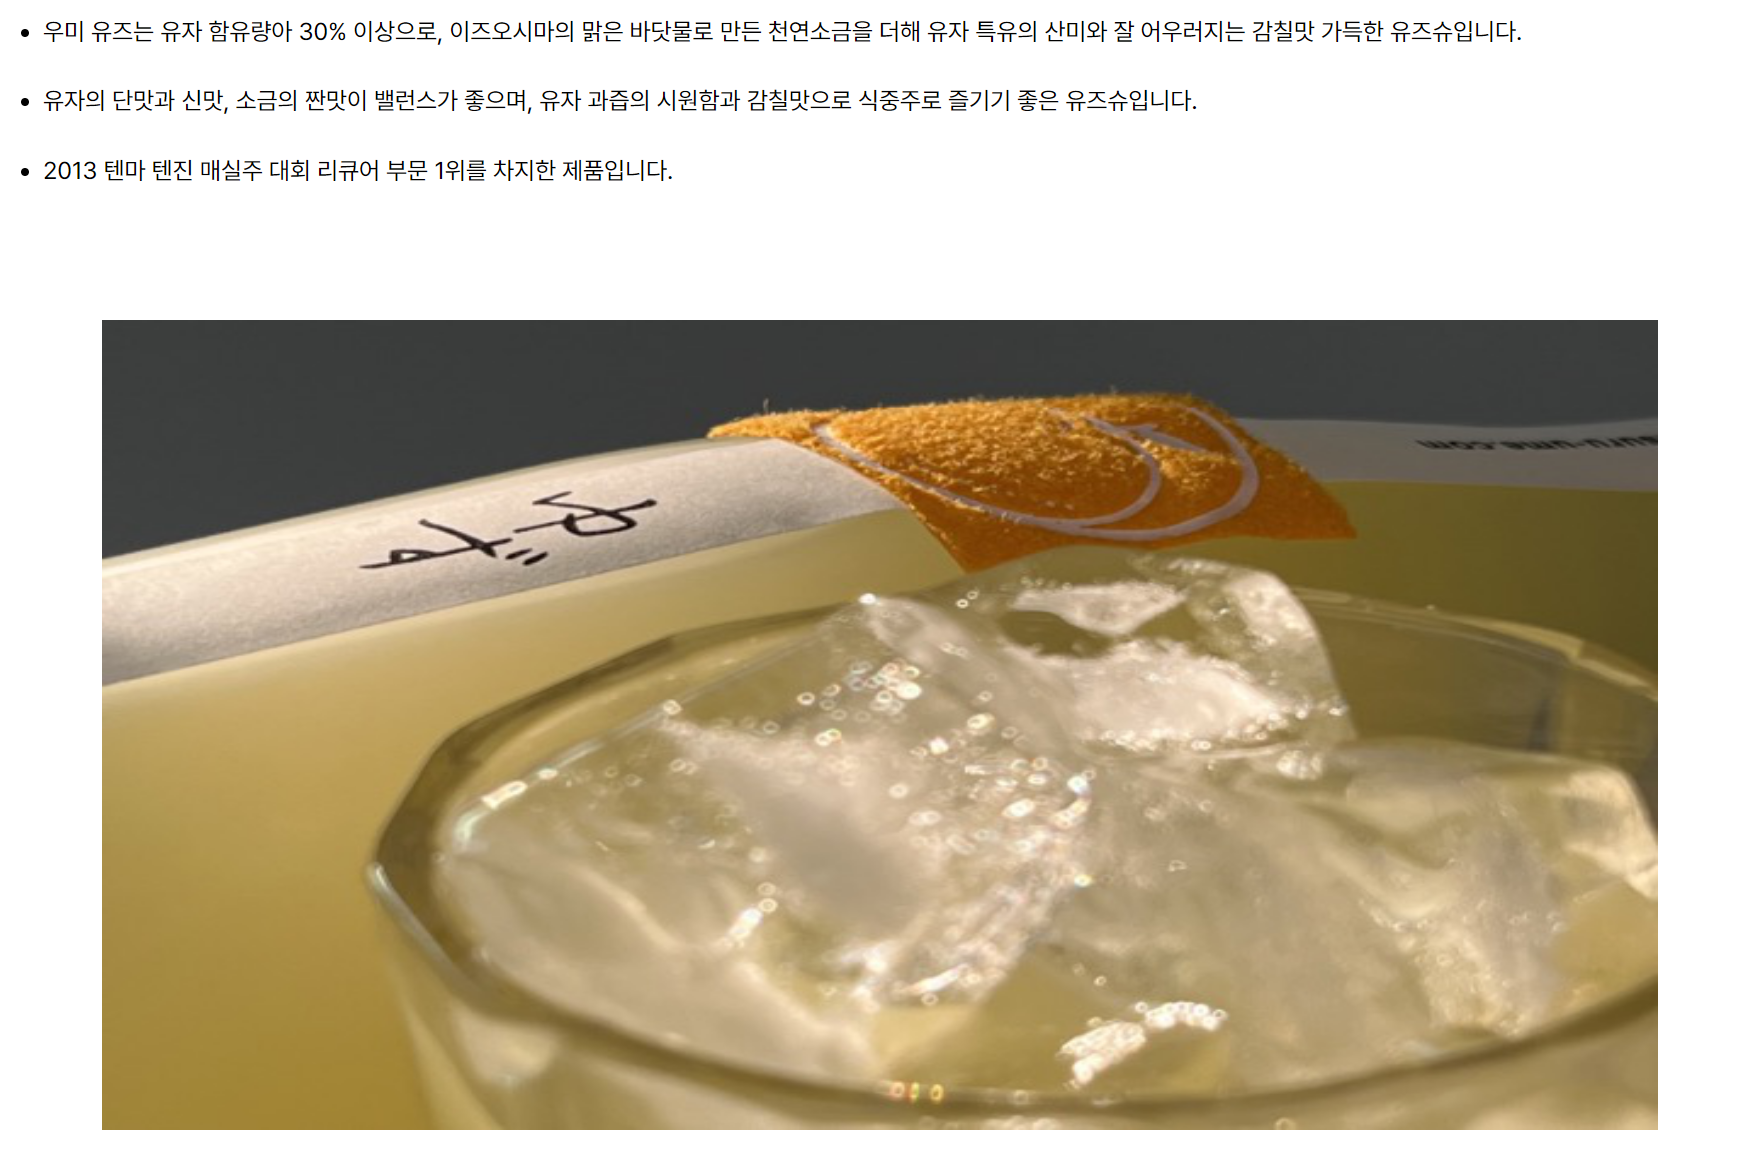 우미 유즈는 유자 함유량아 30% 이상으로, 이즈오시마의 맑은 바닷물로 만든 천연소금을 더해 유자 특유의 산미와 잘 어우러지는 감칠맛 가득한 유즈슈입니다.
유자의 단맛과 신맛, 소금의 짠맛이 밸런스가 좋으며, 유자 과즙의 시원함과 감칠맛으로 식중주로 즐기기 좋은 유즈슈입니다.
2013 텐마 텐진 매실주 대회 리큐어 부문 1위를 차지한 제품입니다.
ゆず
suru-ume.com